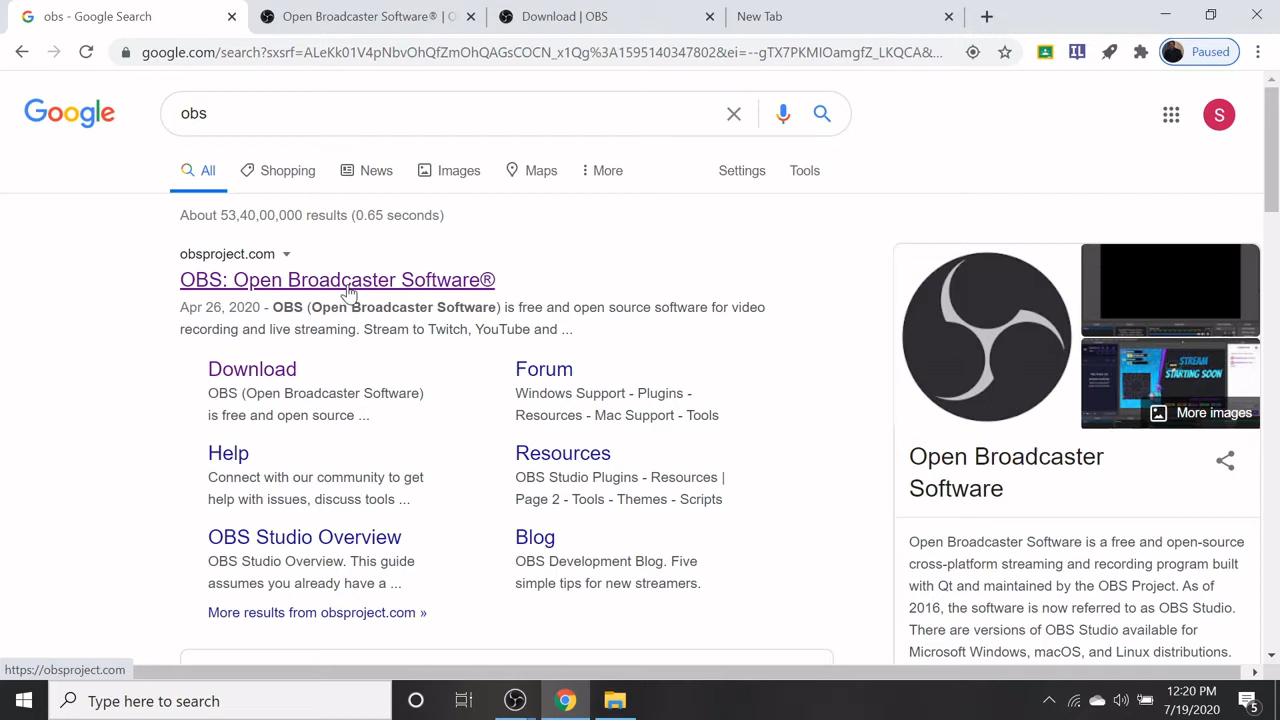 obs - Google Search
Open Broadcaster Software® | O
Download | OBS
New Tab
google.com/search?sxsrf=ALeKk01V4pNbvOhQfZmOhQAGsCOCN_x1Qg%3A1595140347802&ei=--gTX7PKMIOamgfZ_LKQCA&...
Paused
Google
obs
S
All
Shopping
News
Images
Maps
More
Settings
Tools
About 53,40,00,000 results (0.65 seconds)
obsproject.com
OBS: Open Broadcaster Software®
Apr 26, 2020 - OBS (Open Broadcaster Software) is free and open source software for video
recording and live streaming. Stream to Twitch, YouTube and ...
Download
OBS (Open Broadcaster Software)
is free and open source ...
Forum
Windows Support - Plugins -
Resources - Mac Support - Tools
Help
Connect with our community to get
help with issues, discuss tools ...
Resources
OBS Studio Plugins - Resources |
Page 2 - Tools - Themes - Scripts
OBS Studio Overview
OBS Studio Overview. This guide
assumes you already have a ...
Blog
OBS Development Blog. Five
simple tips for new streamers.
More results from obsproject.com »
STREAM
STARTING SOON
More images
Open Broadcaster
Software
Open Broadcaster Software is a free and open-source
cross-platform streaming and recording program built
with Qt and maintained by the OBS Project. As of
2016, the software is now referred to as OBS Studio.
There are versions of OBS Studio available for
Microsoft Windows, macOS, and Linux distributions.
https://obsproject.com
Type here to search
12:20 PM
7/19/2020
5